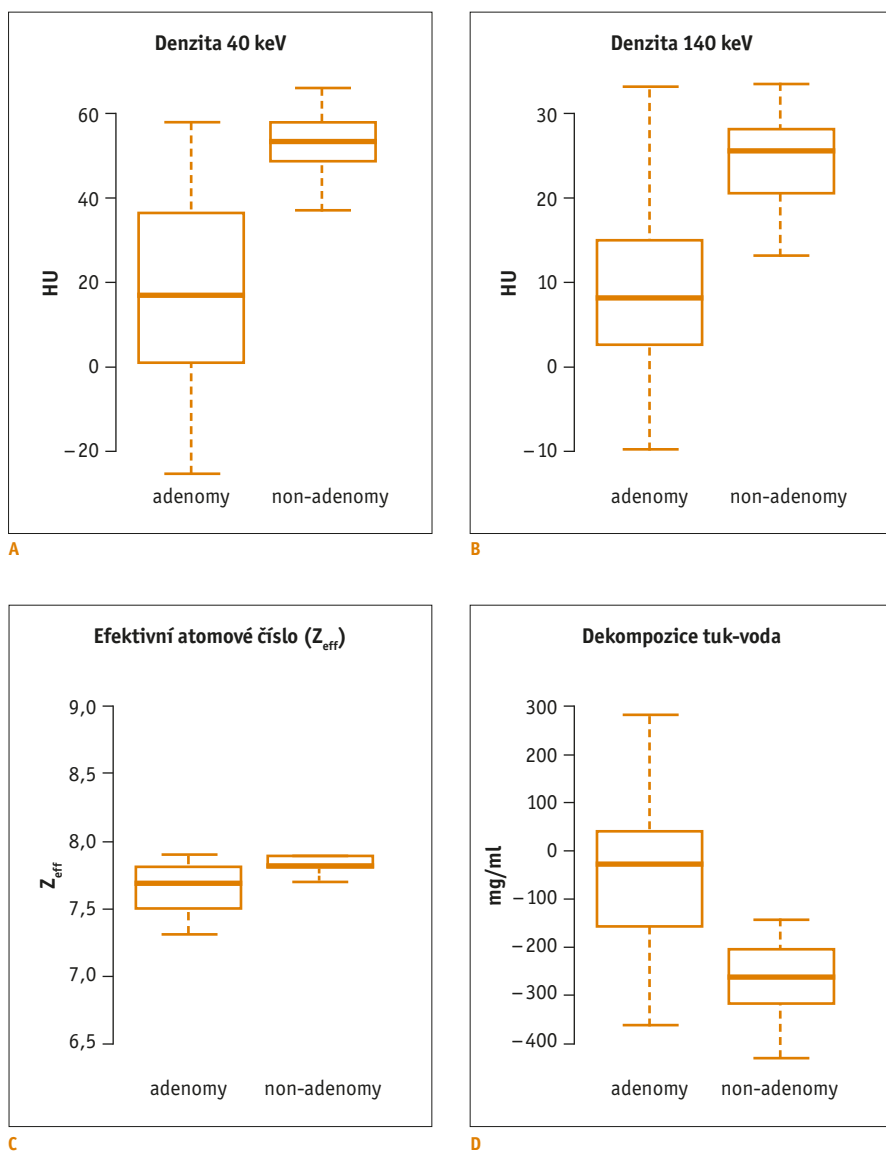 Denzita 40 keV
60
40
20
0
–20
HU
adenomy non-adenomy
A
Denzita 140 keV
30
20
10
0
–10
HU
adenomy non-adenomy
B
Efektivní atomové číslo (Zeff)
9,0
8,5
8,0
7,5
7,0
6,5
Zeff
adenomy non-adenomy
C
Dekompozice tuk-voda
300
200
100
0
–100
–200
–300
–400
mg/ml
adenomy non-adenomy
D